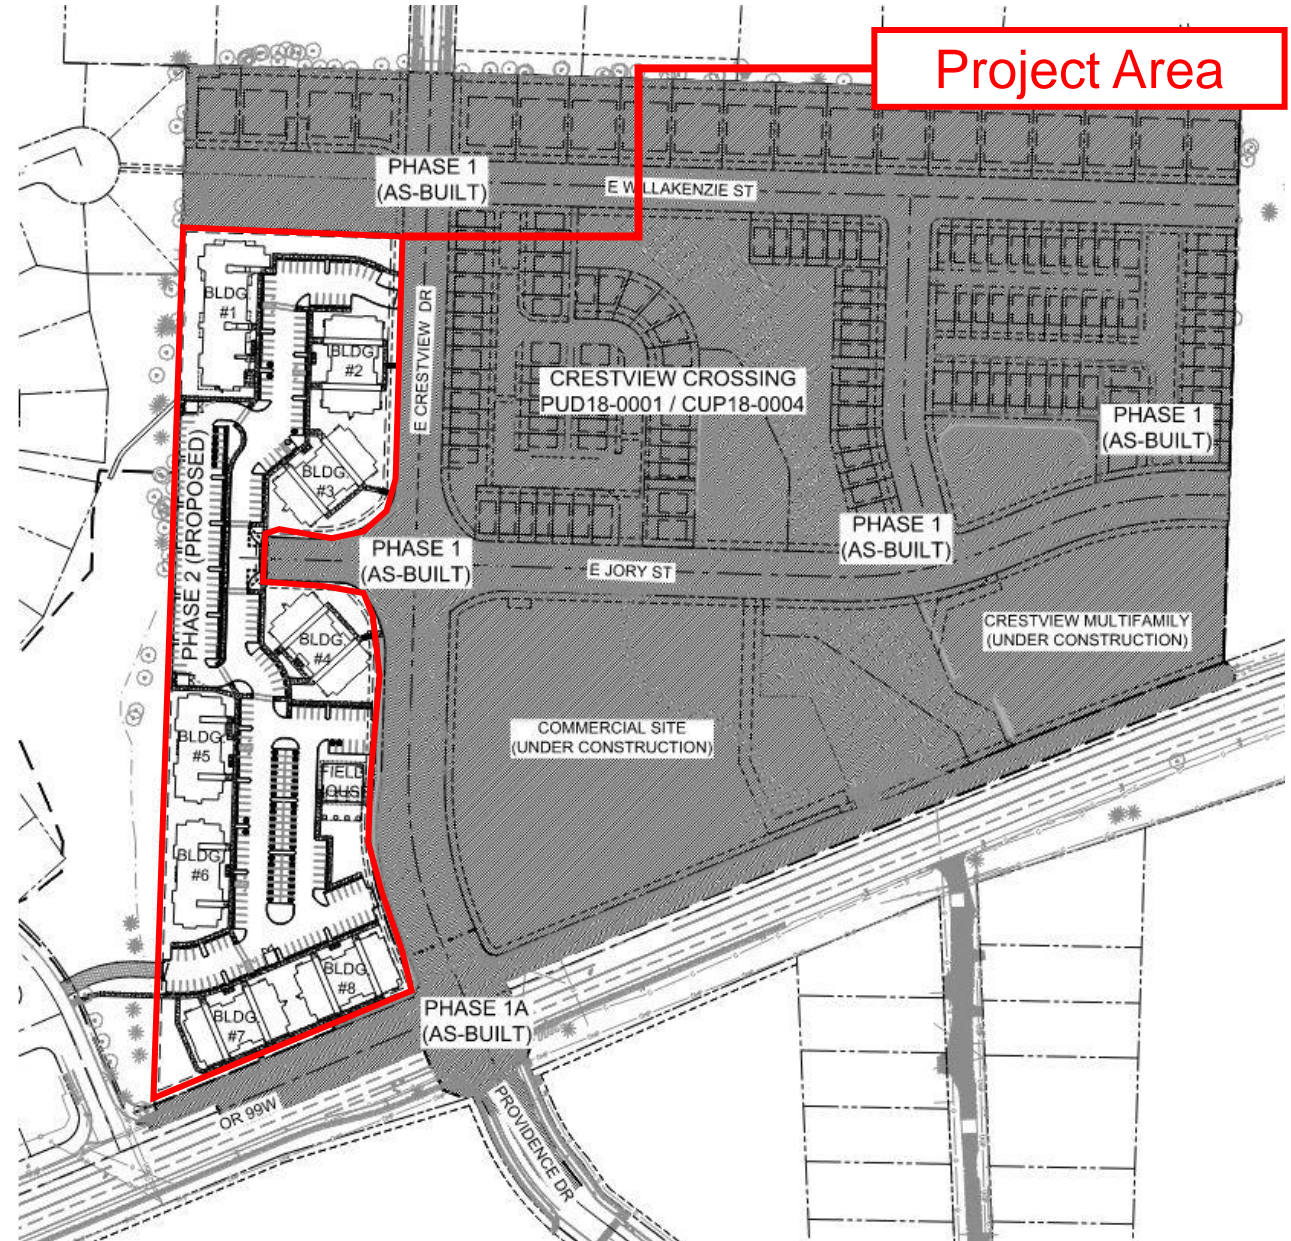 Project Area
PHASE 1
(AS-BUILT)
E WILLAKENZIE ST
BLDG.
#1
BLDG.
#2
E CRESTVIEW DR
CRESTVIEW CROSSING
PUD18-0001 / CUP18-0004
PHASE 1
(AS-BUILT)
BLDG.
#3
PHASE 2 (PROPOSED)
PHASE 1
(AS-BUILT)
PHASE 1
(AS-BUILT)
E JORY ST
BLDG.
#4
CRESTVIEW MULTIFAMILY
(UNDER CONSTRUCTION)
BLDG.
#5
COMMERCIAL SITE
(UNDER CONSTRUCTION)
FIELD
HOUSE
BLDG.
#6
BLDG.
#8
BLDG.
#7
PHASE 1A
(AS-BUILT)
OR 99W
PROVIDENCE DR